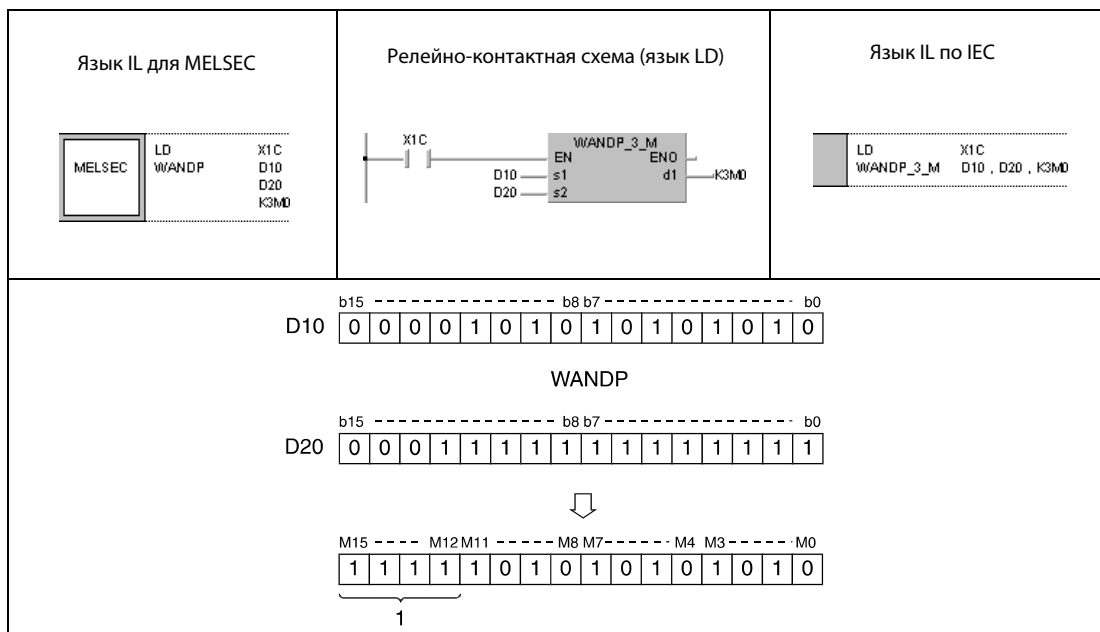 Язык IL для MELSEC
MELSEC
LD X1C
WANDP D10
D20
K3M0
Релейно-контактная схема (язык LD)
X1C
WANDP_3_M
EN ENO
D10 s1 d1 K3M0
D20 s2
Язык IL по IEC
LD X1C
WANDP_3_M D10 , D20 , K3M0
b15 b8 b7 b0
D10 0 0 0 0 1 0 1 0 1 0 1 0 1 0 1 0
WANDP
b15 b8 b7 b0
D20 0 0 0 1 1 1 1 1 1 1 1 1 1 1 1 1
M15 M12 M11 M8 M7 M4 M3 M0
1 1 1 1 1 0 1 0 1 0 1 0 1 0 1 0
1